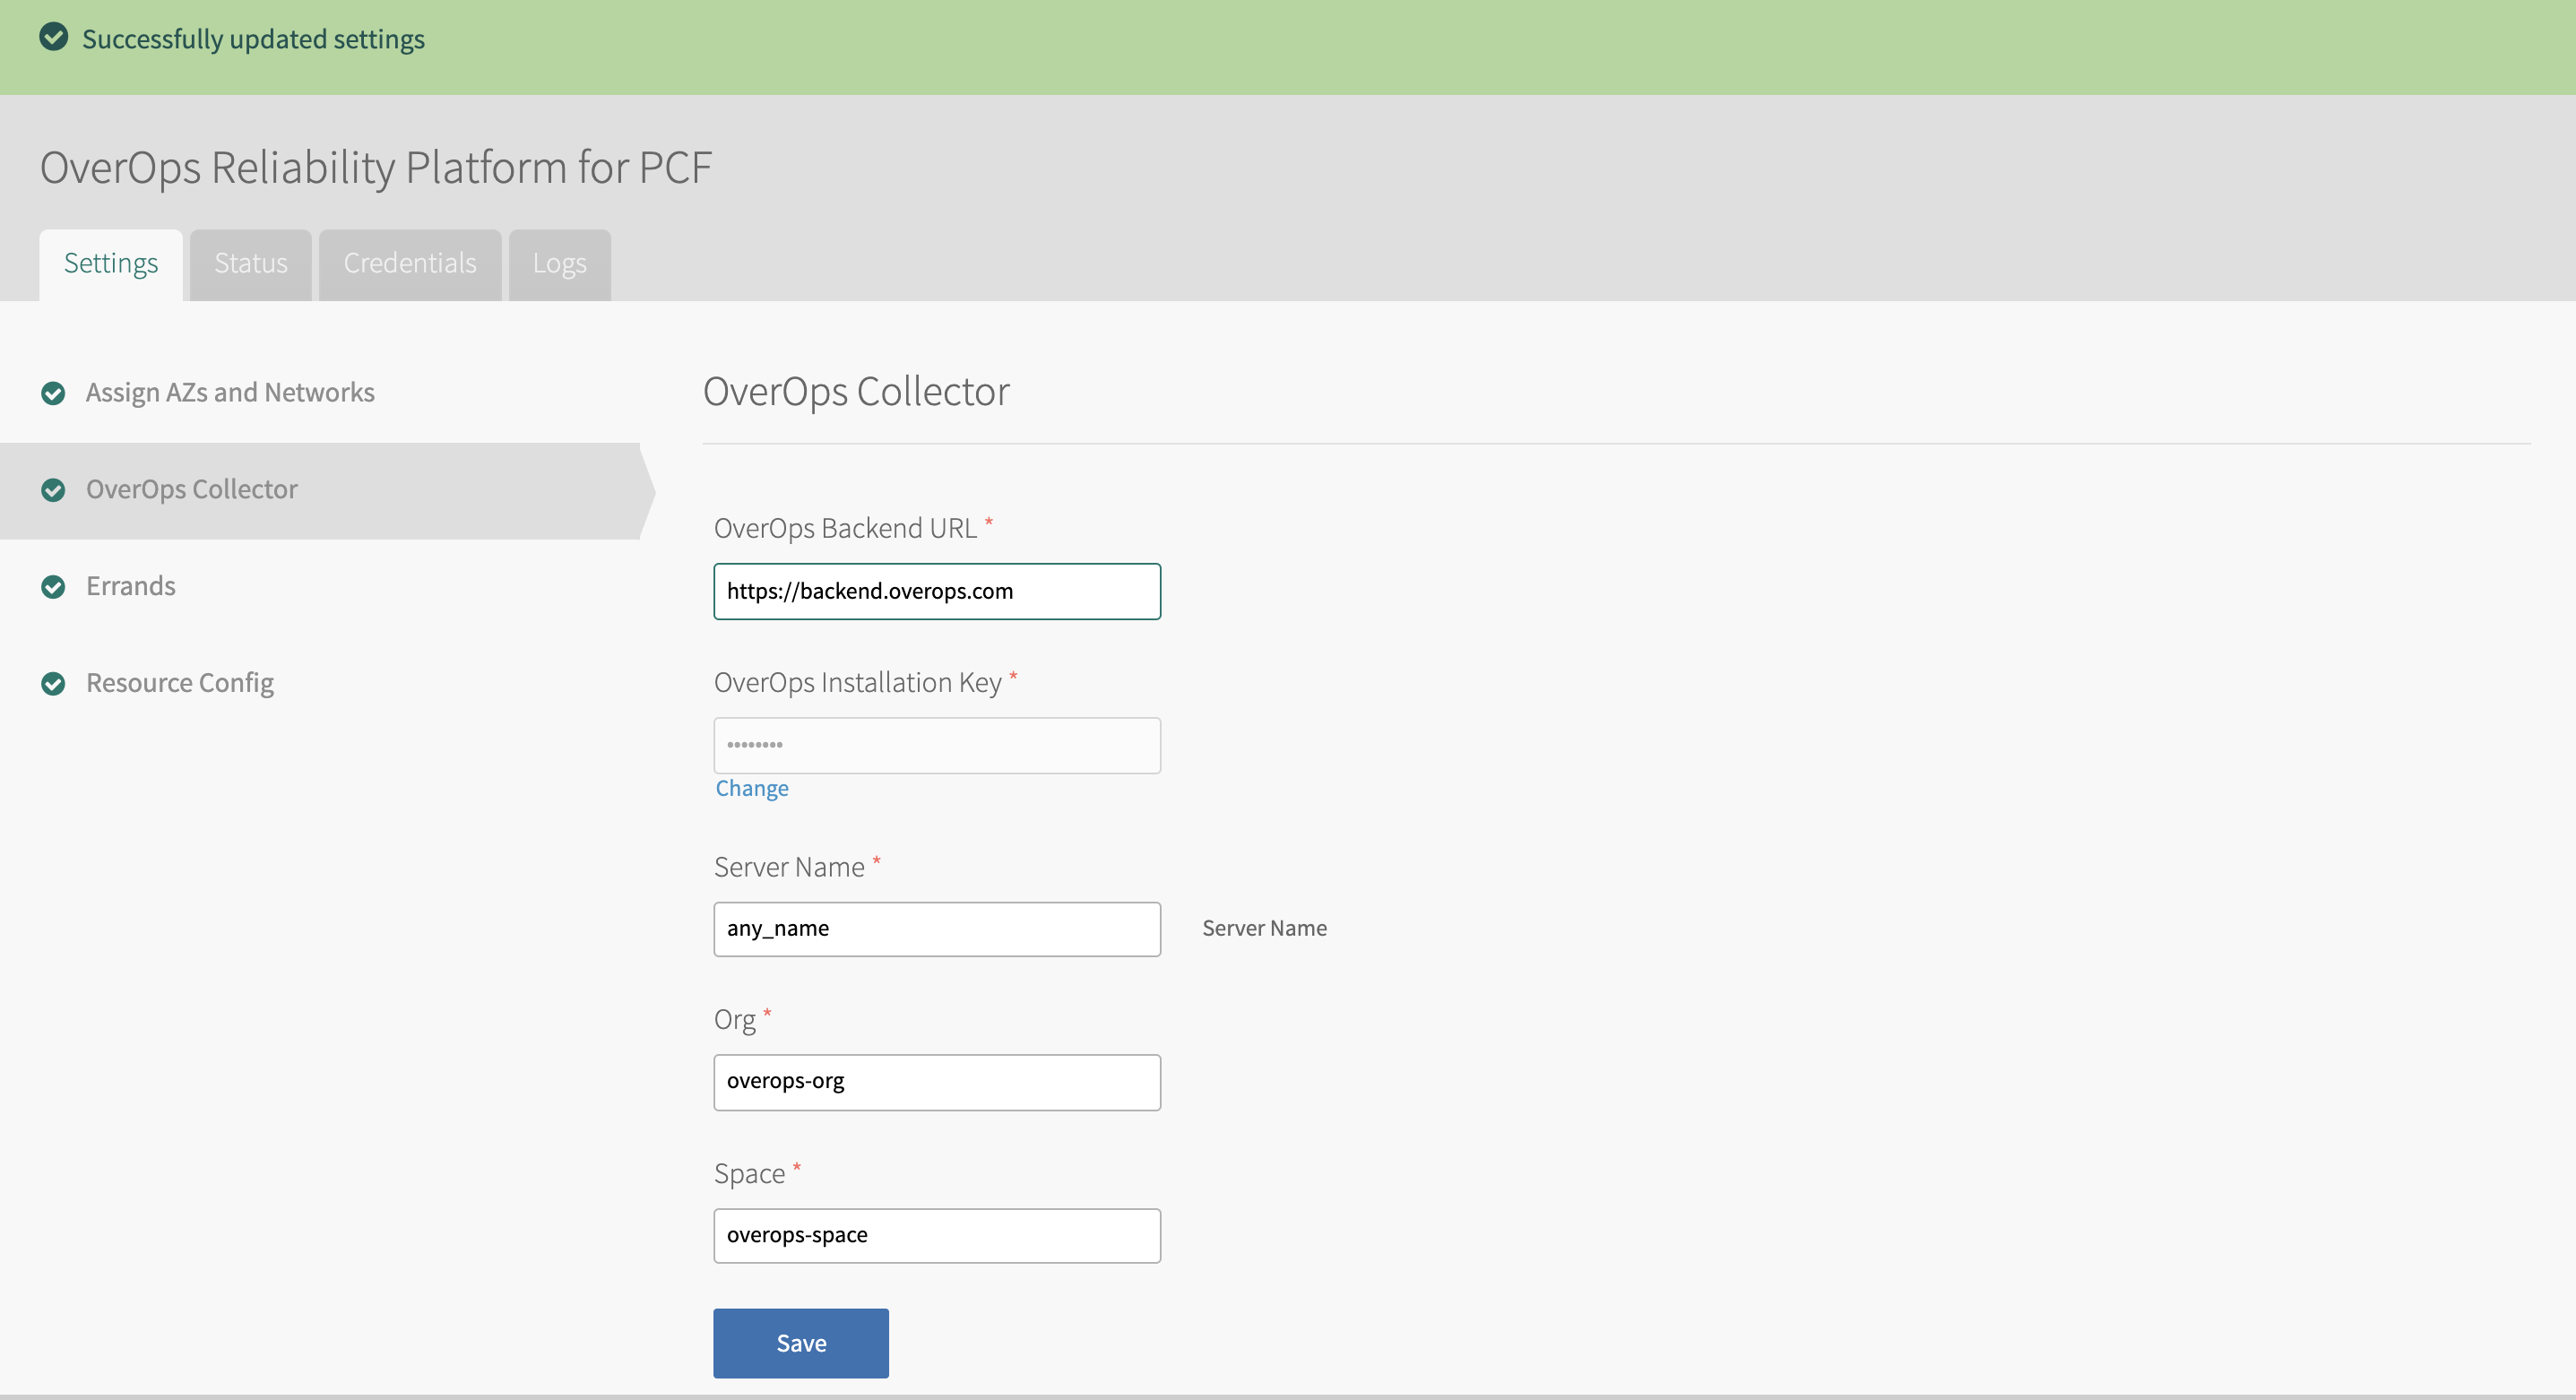 Successfully updated settings
OverOps Reliability Platform for PCF
Settings Status Credentials Logs
Assign AZs and Networks
OverOps Collector
Errands
Resource Config
OverOps Collector
OverOps Backend URL *
https://backend.overops.com
OverOps Installation Key *
••••••••
Change
Server Name *
any_name Server Name
Org *
overops-org
Space *
overops-space
Save